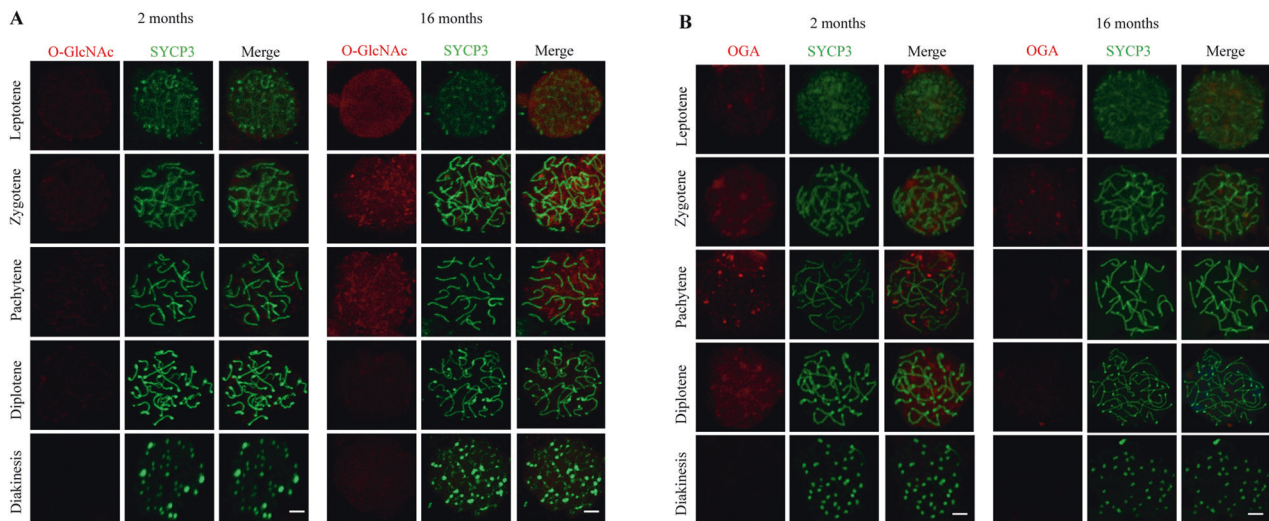 A
2 months
16 months
O-GlcNAc SYCP3 Merge
O-GlcNAc SYCP3 Merge
Leptotene
Zygotene
Pachytene
Diplotene
Diakinesis
B
2 months
16 months
OGA SYCP3 Merge
OGA SYCP3 Merge
Leptotene
Zygotene
Pachytene
Diplotene
Diakinesis